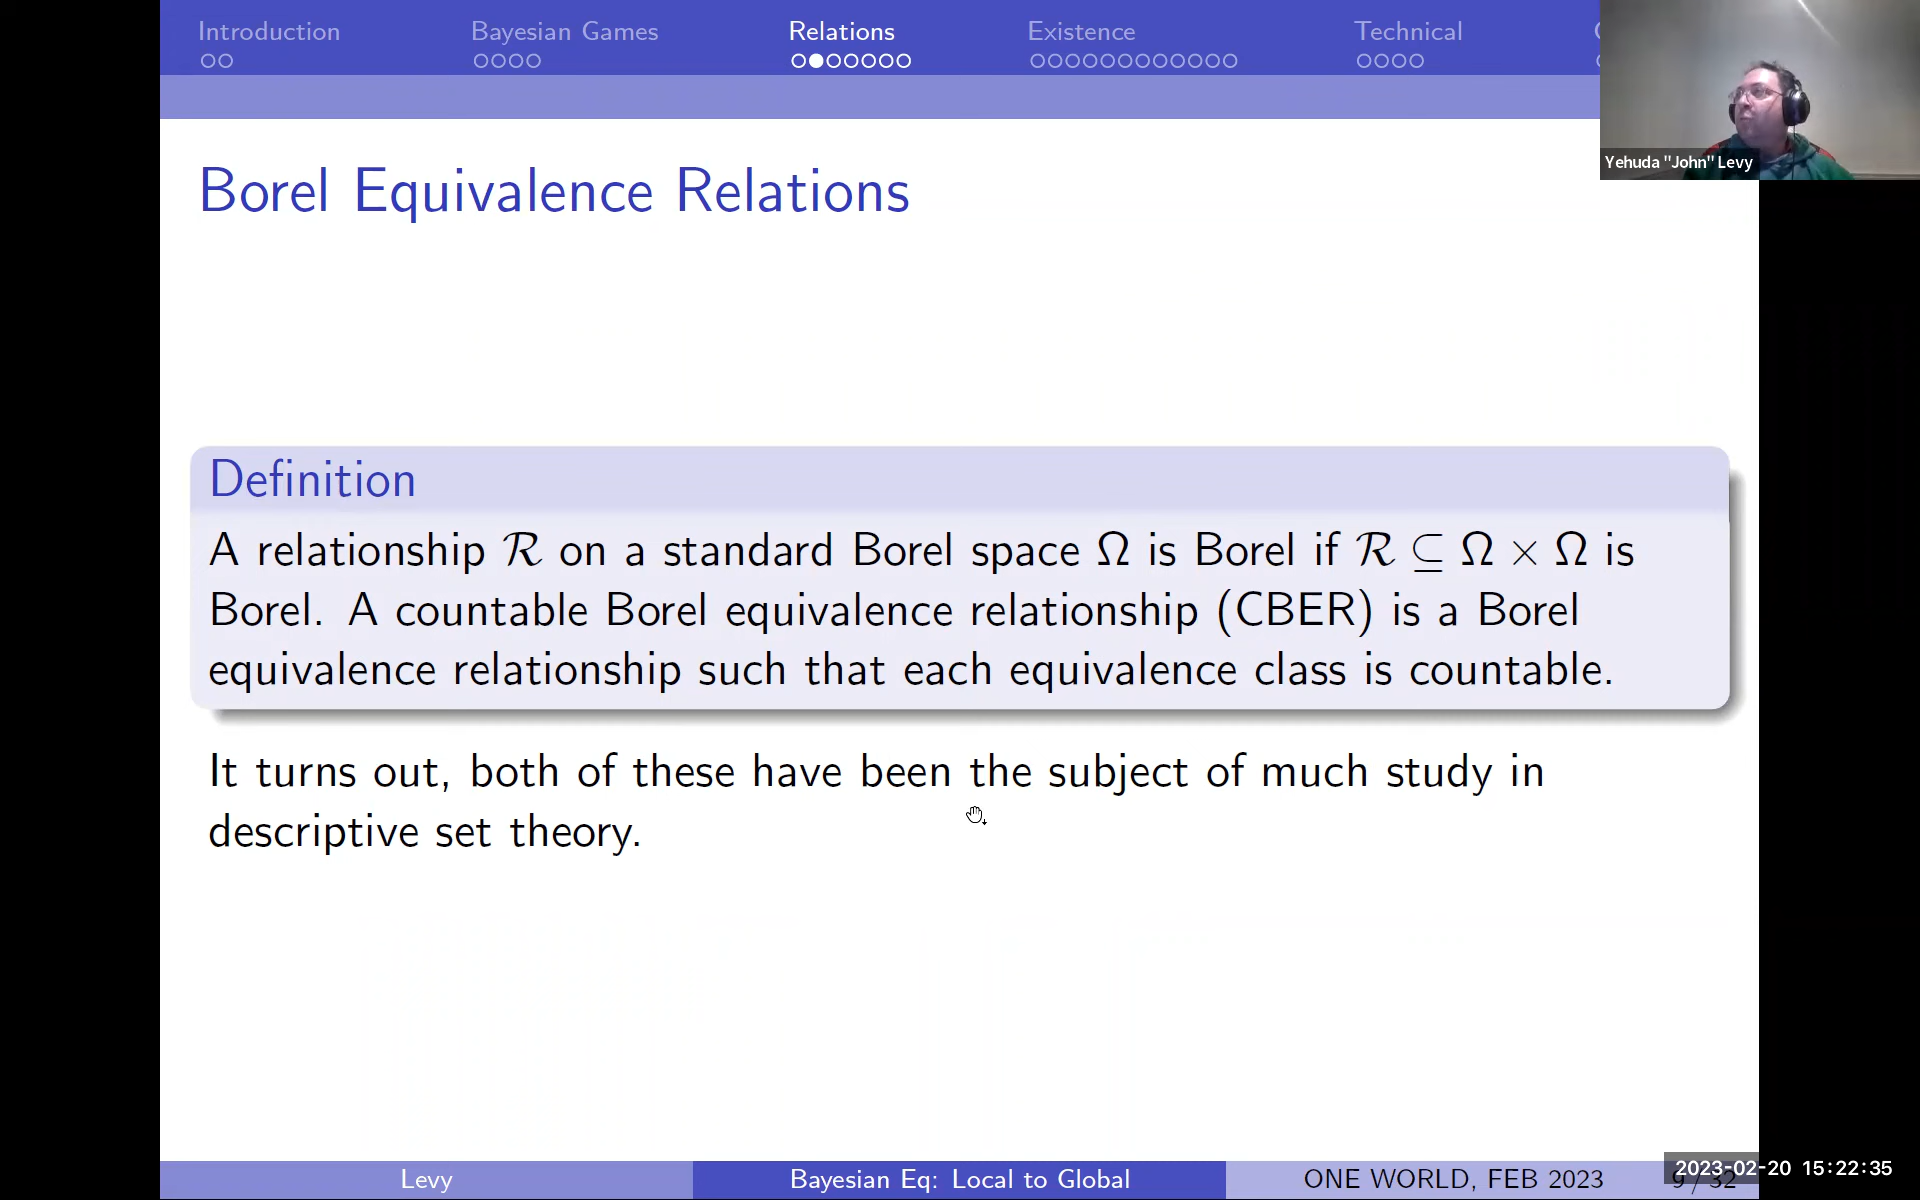 Introduction Bayesian Games Relations Existence Technical
Yehuda "John" Levy
Borel Equivalence Relations
Definition
A relationship ℛ on a standard Borel space Ω is Borel if ℛ ⊆ Ω × Ω is
Borel. A countable Borel equivalence relationship (CBER) is a Borel
equivalence relationship such that each equivalence class is countable.
It turns out, both of these have been the subject of much study in
descriptive set theory.
Levy Bayesian Eq: Local to Global ONE WORLD, FEB 2023 9 / 32
2023-02-20 15:22:35